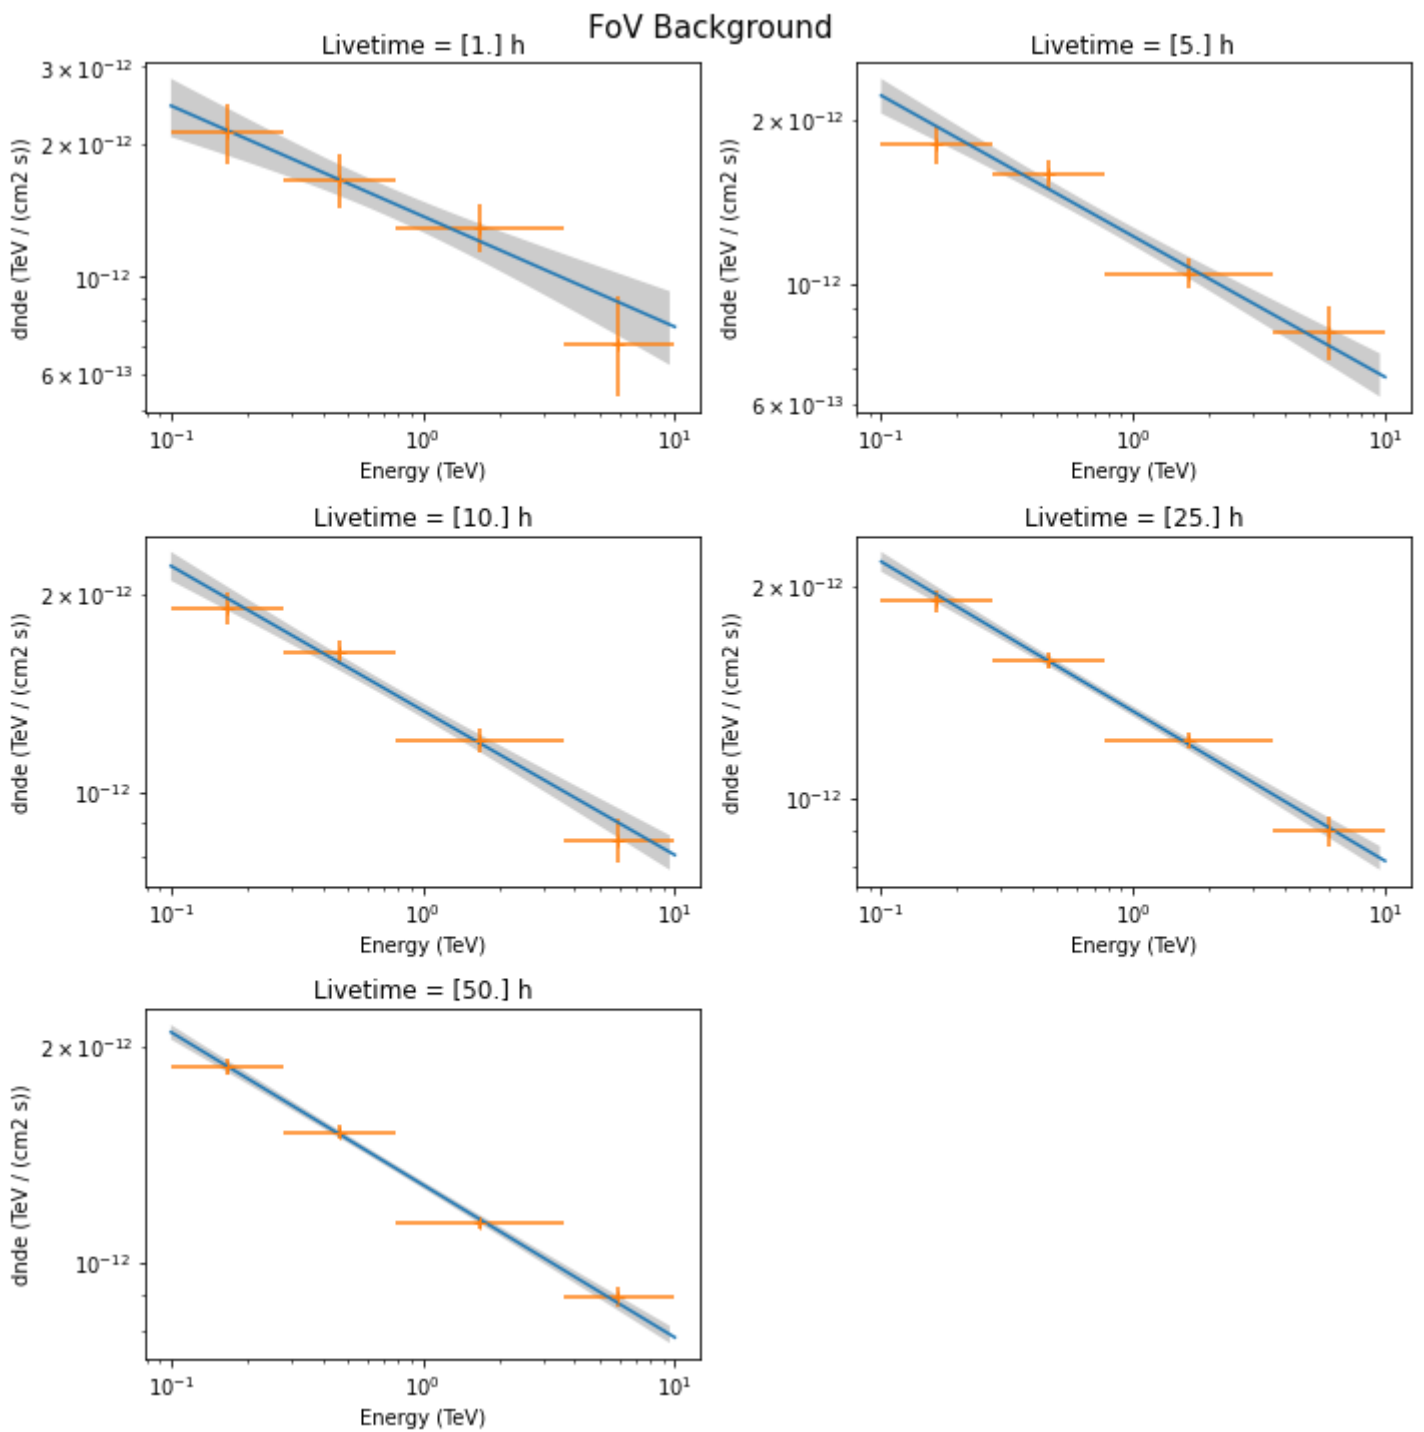 FoV Background
Livetime = [1.] h
3 × 10⁻¹²
2 × 10⁻¹²
10⁻¹²
6 × 10⁻¹³
dnde (TeV / (cm2 s))
10⁻¹ 10⁰ 10¹
Energy (TeV)
Livetime = [5.] h
2 × 10⁻¹²
10⁻¹²
6 × 10⁻¹³
dnde (TeV / (cm2 s))
10⁻¹ 10⁰ 10¹
Energy (TeV)
Livetime = [10.] h
2 × 10⁻¹²
10⁻¹²
dnde (TeV / (cm2 s))
10⁻¹ 10⁰ 10¹
Energy (TeV)
Livetime = [25.] h
2 × 10⁻¹²
10⁻¹²
dnde (TeV / (cm2 s))
10⁻¹ 10⁰ 10¹
Energy (TeV)
Livetime = [50.] h
2 × 10⁻¹²
10⁻¹²
dnde (TeV / (cm2 s))
10⁻¹ 10⁰ 10¹
Energy (TeV)